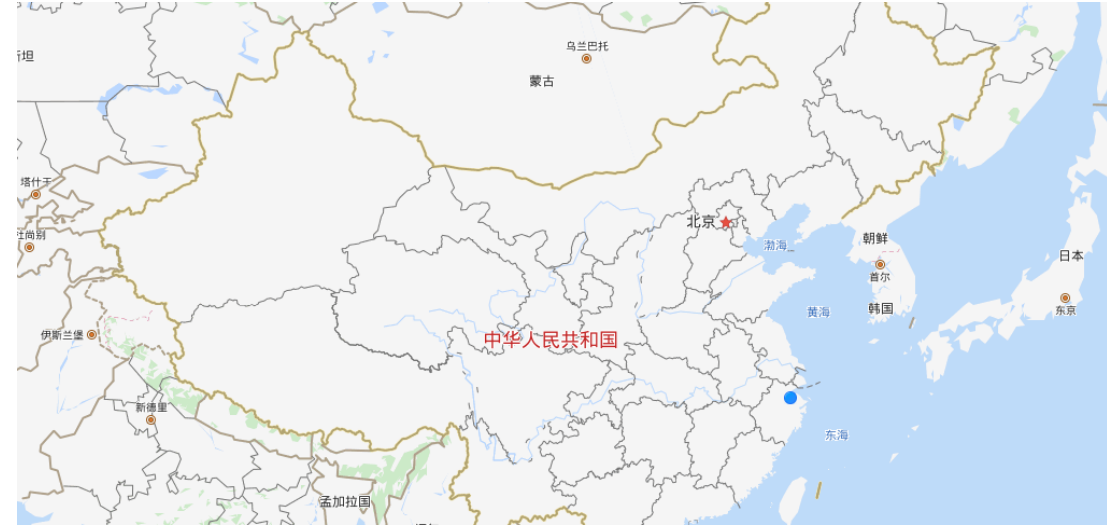 乌兰巴托
斯坦
蒙古
塔什干
北京
杜尚别
朝鲜
渤海
日本
首尔
韩国
东京
黄海
伊斯兰堡
中华人民共和国
新德里
东海
孟加拉国